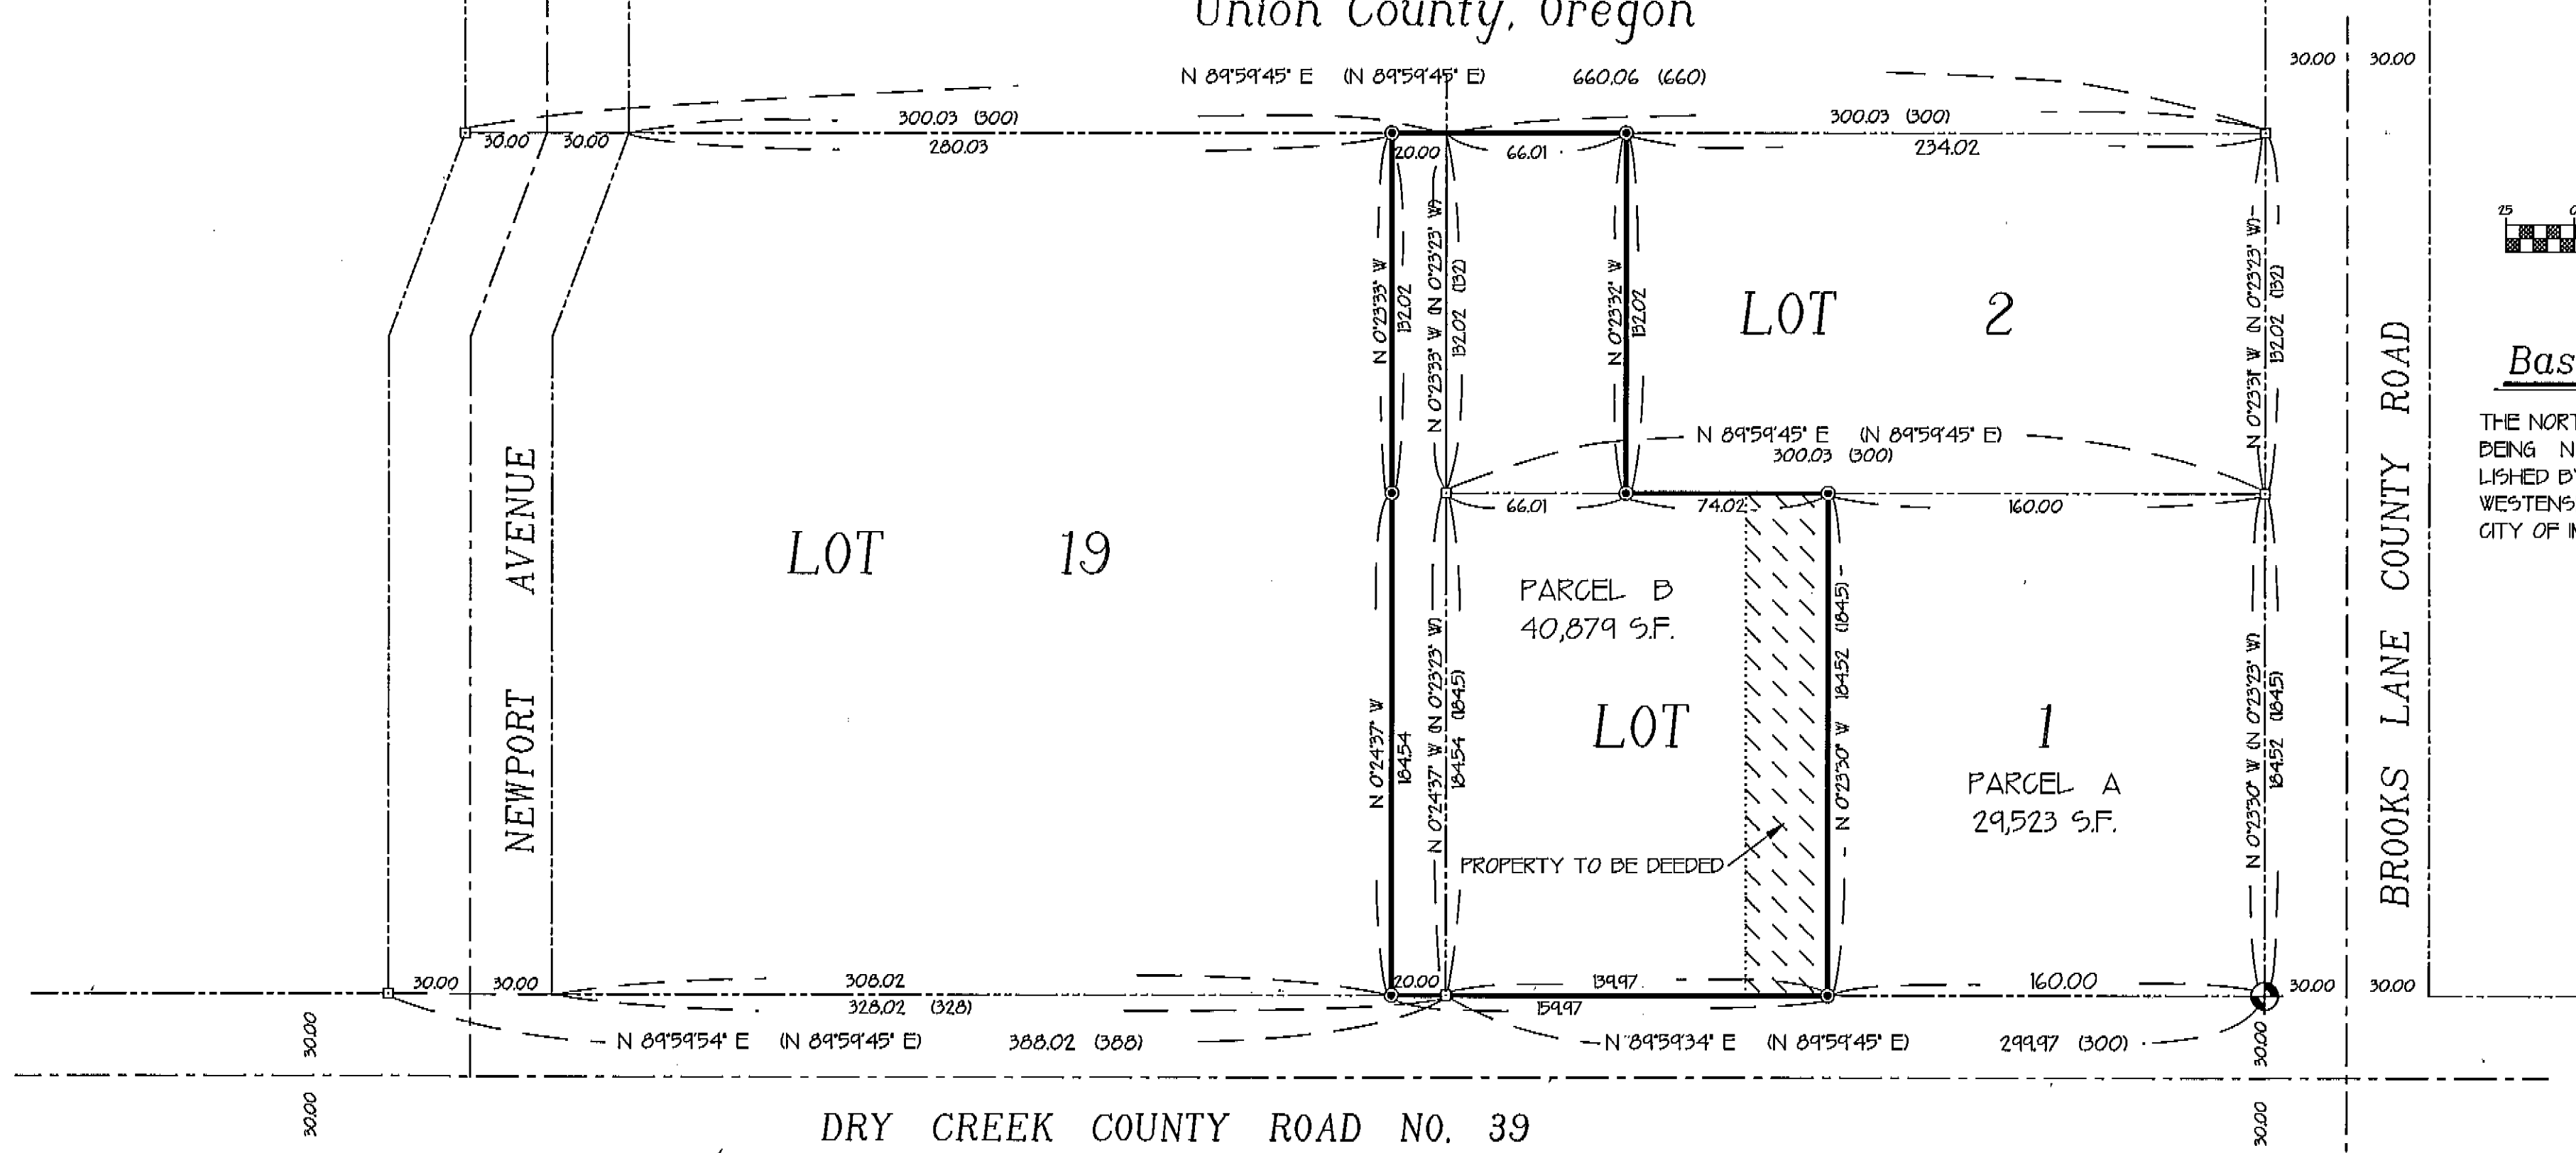 Union County, Oregon
N 89°59'45" E (N 89°59'45" E) 660.06 (660)
30.00 30.00
300.03 (300)
300.03 (300)
30.00 30.00
280.03
20.00
66.01
234.02
25
N 0°23'33" W
132.02
N 0°23'33" W (N 0°23'23" W)
132.02 (132)
N 0°23'32" W
132.02
LOT 2
N 0°23'31" W (N 0°23'23" W)
132.02 (132)
Bas
THE NORT
BEING N
LISHED B
WESTENS
CITY OF I
N 89°59'45" E (N 89°59'45" E)
300.03 (300)
66.01
74.02
160.00
LOT 19
NEWPORT AVENUE
BROOKS LANE COUNTY ROAD
PARCEL B
40,879 S.F.
LOT 1
PARCEL A
29,523 S.F.
PROPERTY TO BE DEEDED
N 0°24'37" W
184.54
N 0°24'37" W (N 0°23'23" W)
184.54 (184.5)
N 0°23'30" W 184.52 (184.5)
N 0°23'30" W (N 0°23'23" W)
184.52 (184.5)
30.00 30.00
308.02
20.00
139.97
160.00
30.00 30.00
328.02 (328)
159.97
N 89°59'54" E (N 89°59'45" E) 388.02 (388)
N 89°59'34" E (N 89°59'45" E) 299.97 (300)
30.00
30.00
30.00
30.00
DRY CREEK COUNTY ROAD NO. 39